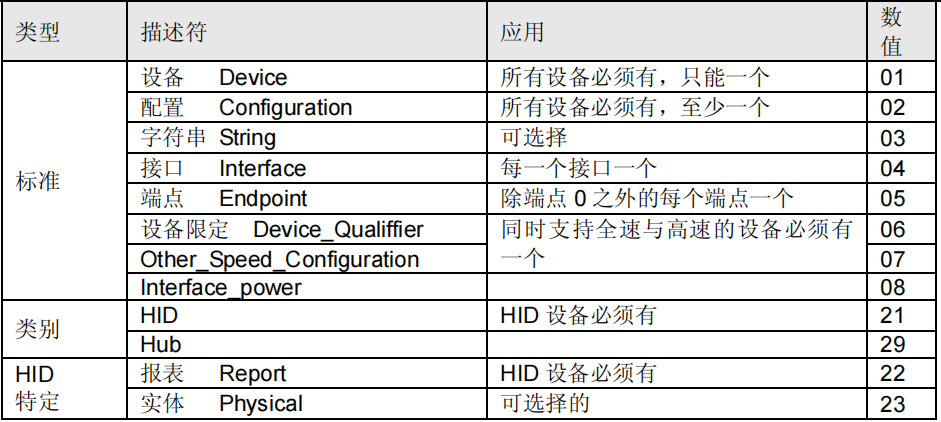 类型 描述符 应用 数值
标准
设备 Device 所有设备必须有，只能一个 01
配置 Configuration 所有设备必须有，至少一个 02
字符串 String 可选择 03
接口 Interface 每一个接口一个 04
端点 Endpoint 除端点 0 之外的每个端点一个 05
设备限定 Device_Qualiffier 同时支持全速与高速的设备必须有一个 06
Other_Speed_Configuration 07
Interface_power 08
类别
HID HID 设备必须有 21
Hub 29
HID 特定
报表 Report HID 设备必须有 22
实体 Physical 可选择的 23